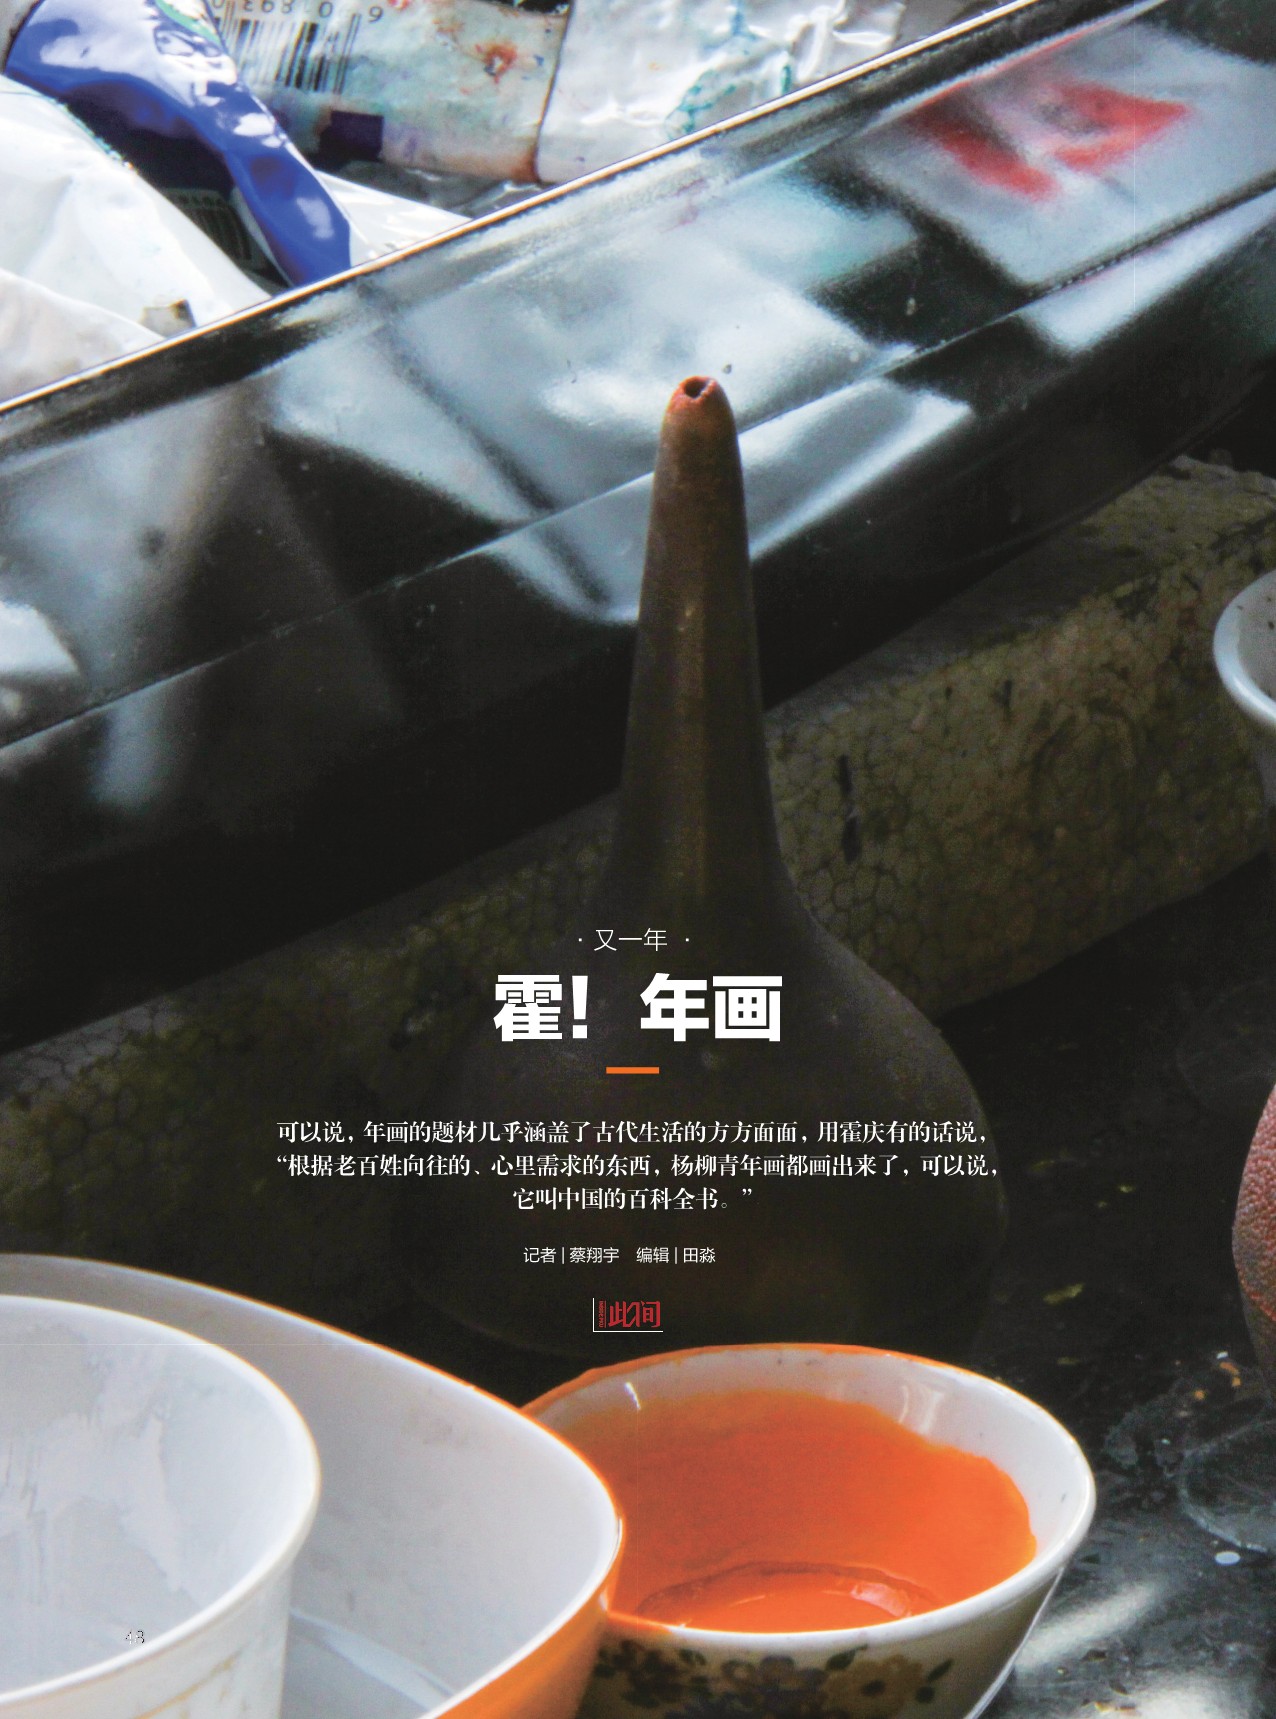 · 又一年 ·
霍！年画
可以说，年画的题材几乎涵盖了古代生活的方方面面，用霍庆有的话说，
“根据老百姓向往的、心里需求的东西，杨柳青年画都画出来了，可以说，
它叫中国的百科全书。”
记者 | 蔡翔宇 编辑 | 田淼
此间
48